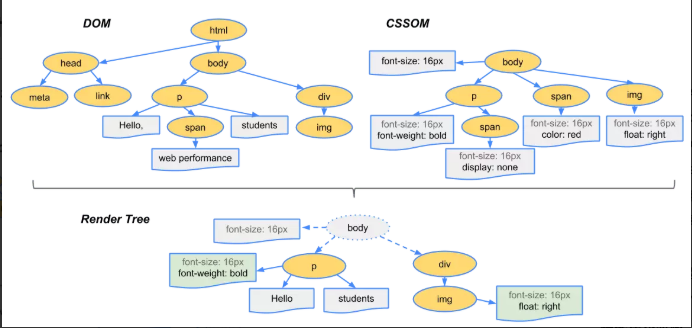 DOM
html
head
body
meta
link
p
div
Hello,
span
students
img
web performance
CSSOM
font-size: 16px
body
p
span
img
font-size: 16px
font-weight: bold
span
font-size: 16px
color: red
font-size: 16px
float: right
font-size: 16px
display: none
Render Tree
font-size: 16px
body
font-size: 16px
font-weight: bold
p
div
Hello
students
img
font-size: 16px
float: right